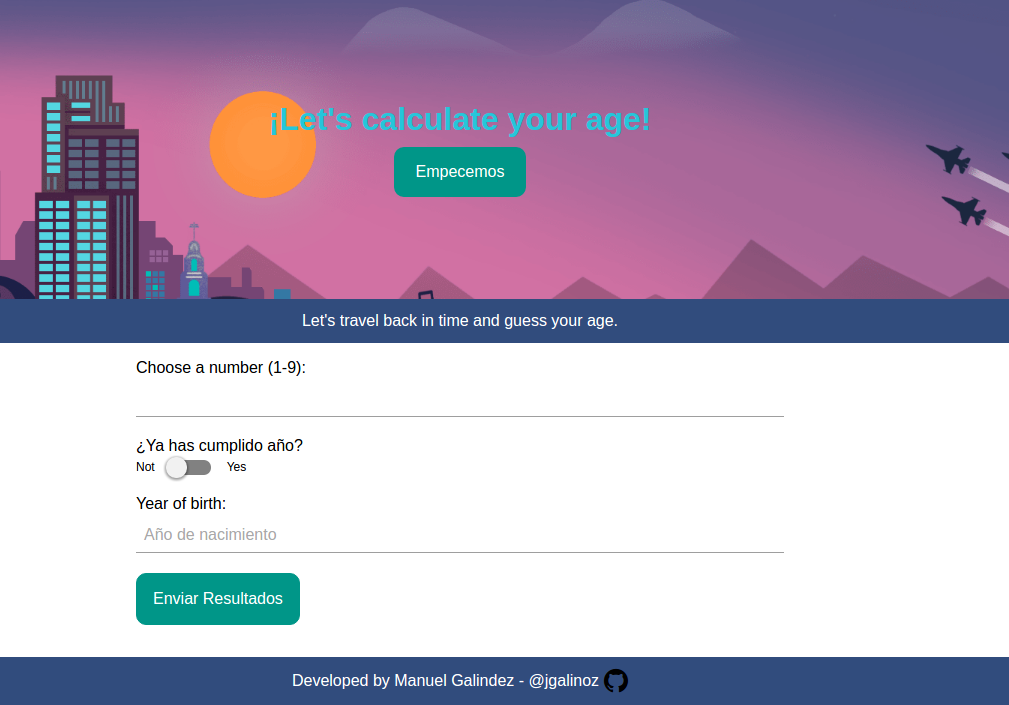 ¡Let's calculate your age!
Empecemos
Let's travel back in time and guess your age.
Choose a number (1-9):
¿Ya has cumplido año?
Not Yes
Year of birth:
Año de nacimiento
Enviar Resultados
Developed by Manuel Galindez - @jgalinoz